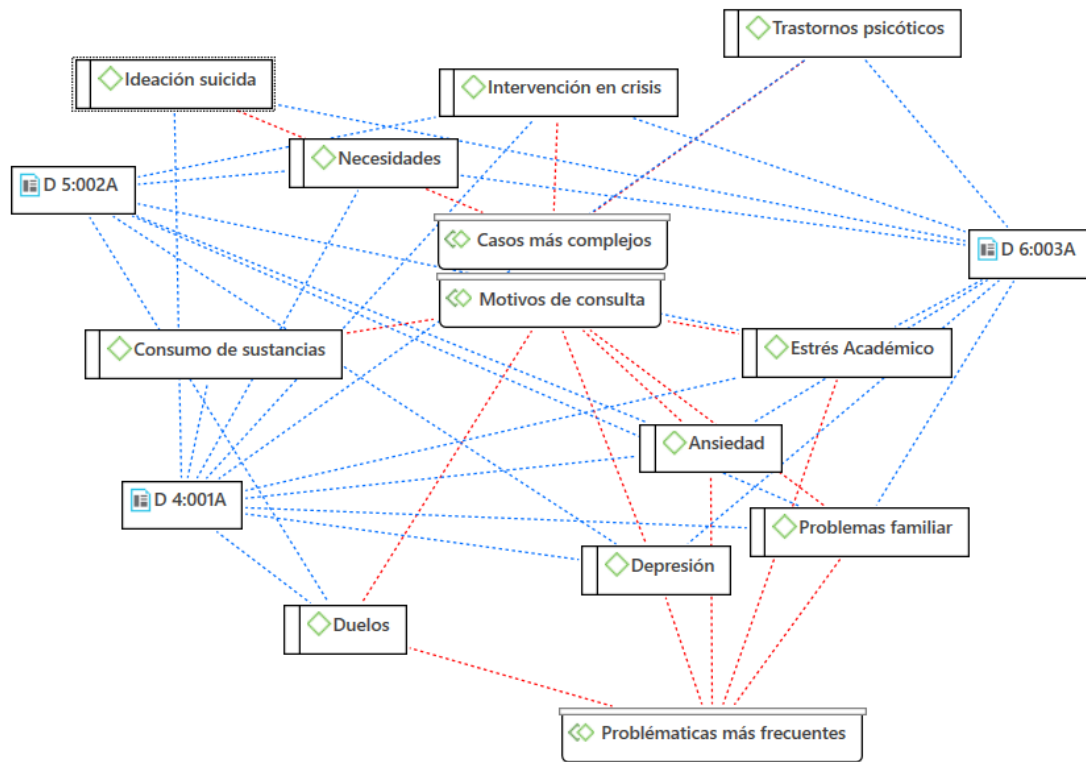 Trastornos psicóticos
Ideación suicida
Intervención en crisis
Necesidades
D 5:002A
Casos más complejos
D 6:003A
Motivos de consulta
Consumo de sustancias
Estrés Académico
Ansiedad
D 4:001A
Problemas familiar
Depresión
Duelos
Problématicas más frecuentes